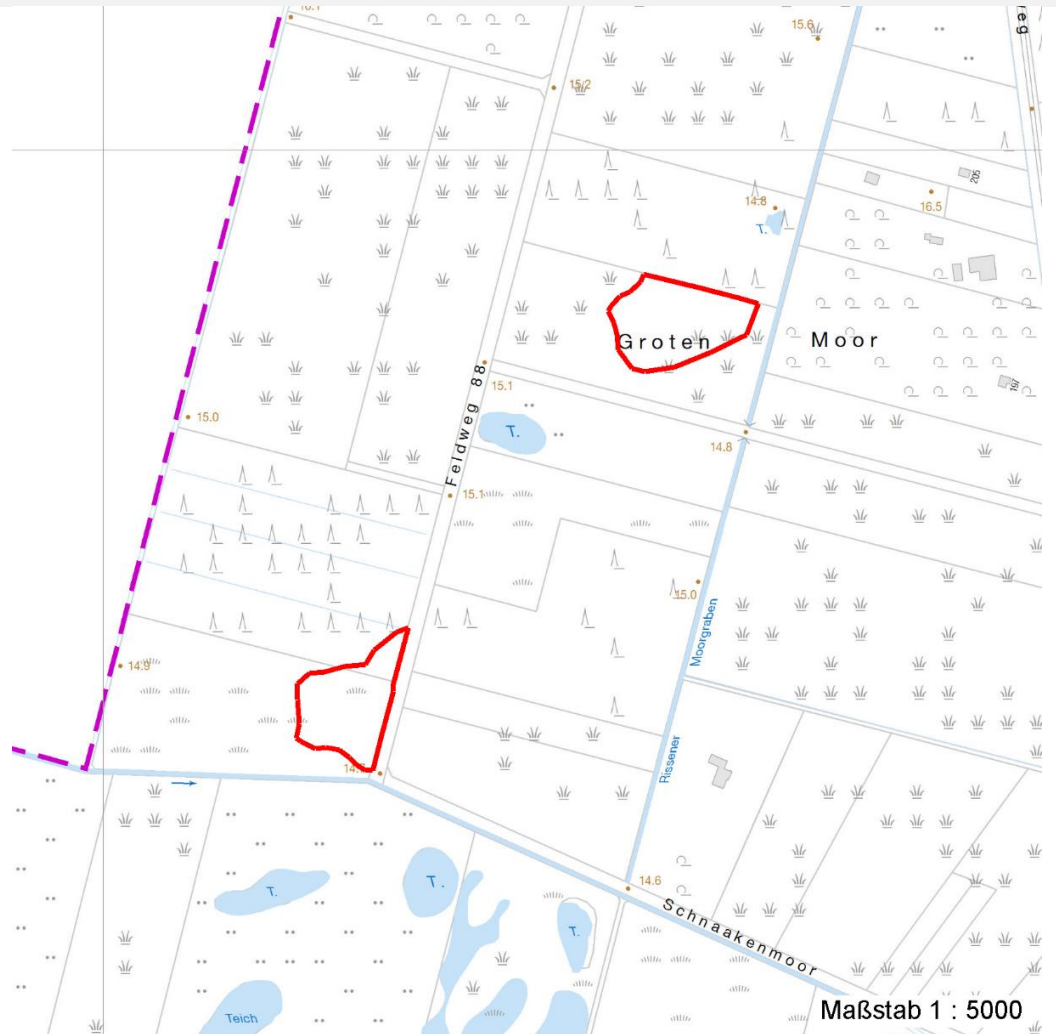 15.6
15.2
205
14.8
16.5
T.
Groten Moor
Feldweg 88
15.1
197
15.0
T.
14.8
15.1
15.0
Moorgraben
14.9
Rissener
T.
T.
14.6
Schnaakenmoor
T.
Teich
Maßstab 1 : 5000